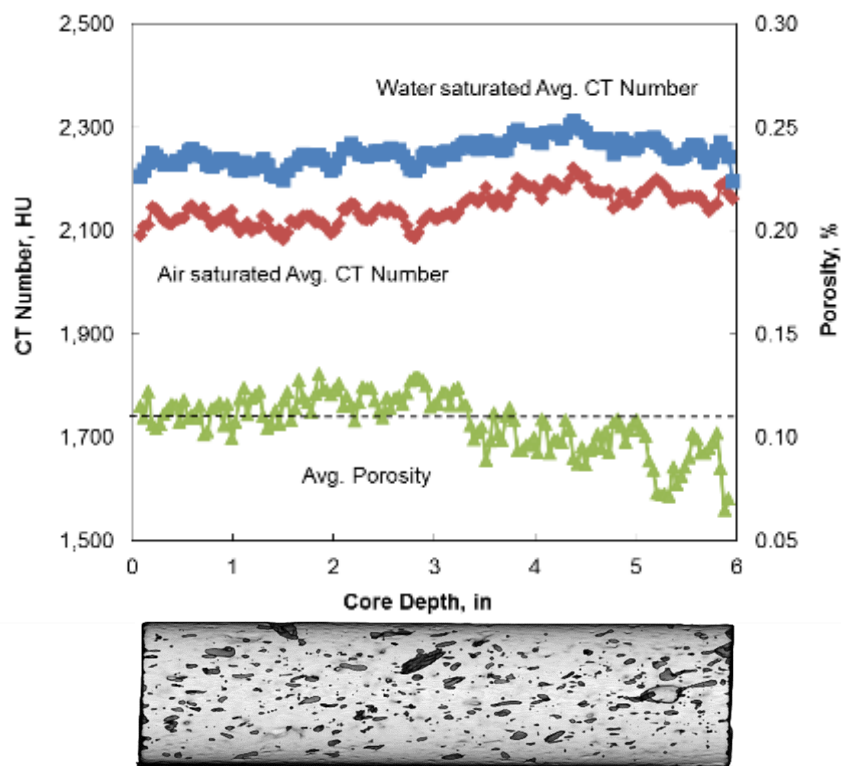 2,500
2,300
2,100
1,900
1,700
1,500
CT Number, HU
0.30
0.25
0.20
0.15
0.10
0.05
Porosity, %
Water saturated Avg. CT Number
Air saturated Avg. CT Number
Avg. Porosity
0 1 2 3 4 5 6
Core Depth, in